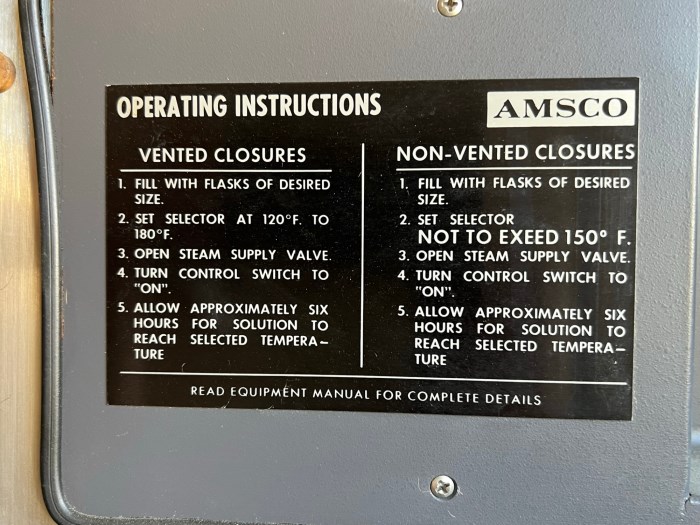 OPERATING INSTRUCTIONS
AMSCO
VENTED CLOSURES
1. FILL WITH FLASKS OF DESIRED
SIZE.
2. SET SELECTOR AT 120°F. TO
180°F.
3. OPEN STEAM SUPPLY VALVE.
4. TURN CONTROL SWITCH TO
"ON".
5. ALLOW APPROXIMATELY SIX
HOURS FOR SOLUTION TO
REACH SELECTED TEMPERA-
TURE
NON-VENTED CLOSURES
1. FILL WITH FLASKS OF DESIRED
SIZE.
2. SET SELECTOR
NOT TO EXEED 150° F.
3. OPEN STEAM SUPPLY VALVE.
4. TURN CONTROL SWITCH TO
"ON".
5. ALLOW APPROXIMATELY SIX
HOURS FOR SOLUTION TO
REACH SELECTED TEMPERA-
TURE
READ EQUIPMENT MANUAL FOR COMPLETE DETAILS